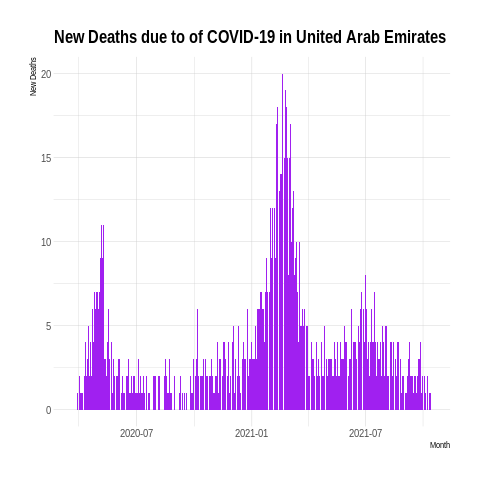 New Deaths due to of COVID-19 in United Arab Emirates
New Deaths
20
15
10
5
0
2020-07 2021-01 2021-07
Month